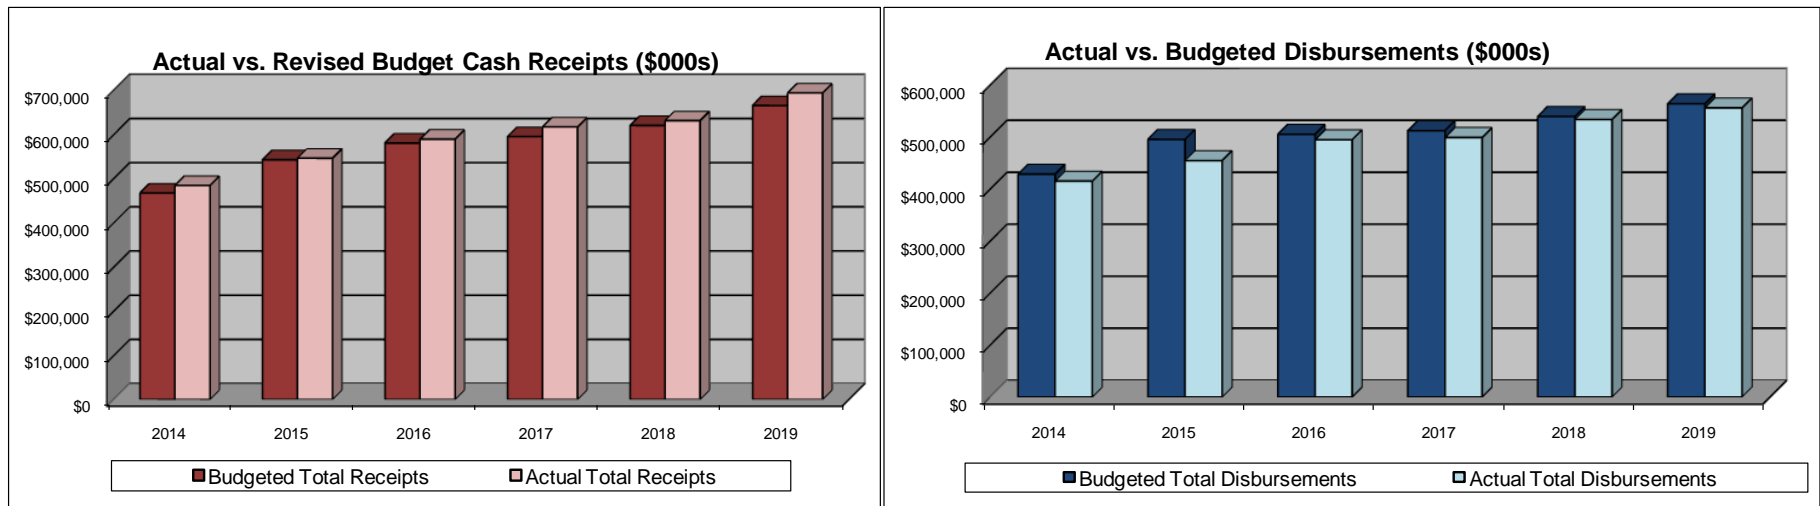 Actual vs. Revised Budget Cash Receipts ($000s)
$700,000
$600,000
$500,000
$400,000
$300,000
$200,000
$100,000
$0
2014 2015 2016 2017 2018 2019
Budgeted Total Receipts Actual Total Receipts
Actual vs. Budgeted Disbursements ($000s)
$600,000
$500,000
$400,000
$300,000
$200,000
$100,000
$0
2014 2015 2016 2017 2018 2019
Budgeted Total Disbursements Actual Total Disbursements